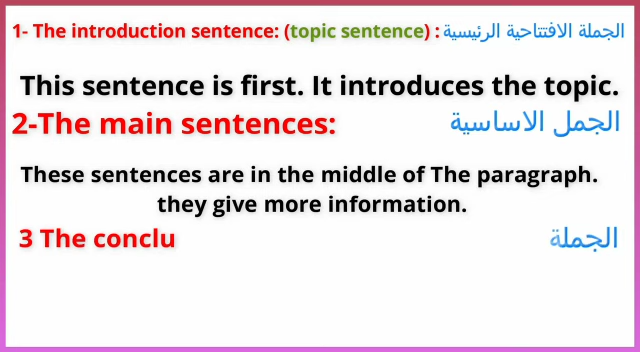 1- The introduction sentence: (topic sentence) : الجملة الافتتاحية الرئيسية
This sentence is first. It introduces the topic.
2-The main sentences: الجمل الاساسية
These sentences are in the middle of The paragraph.
they give more information.
3 The conclu الجملة